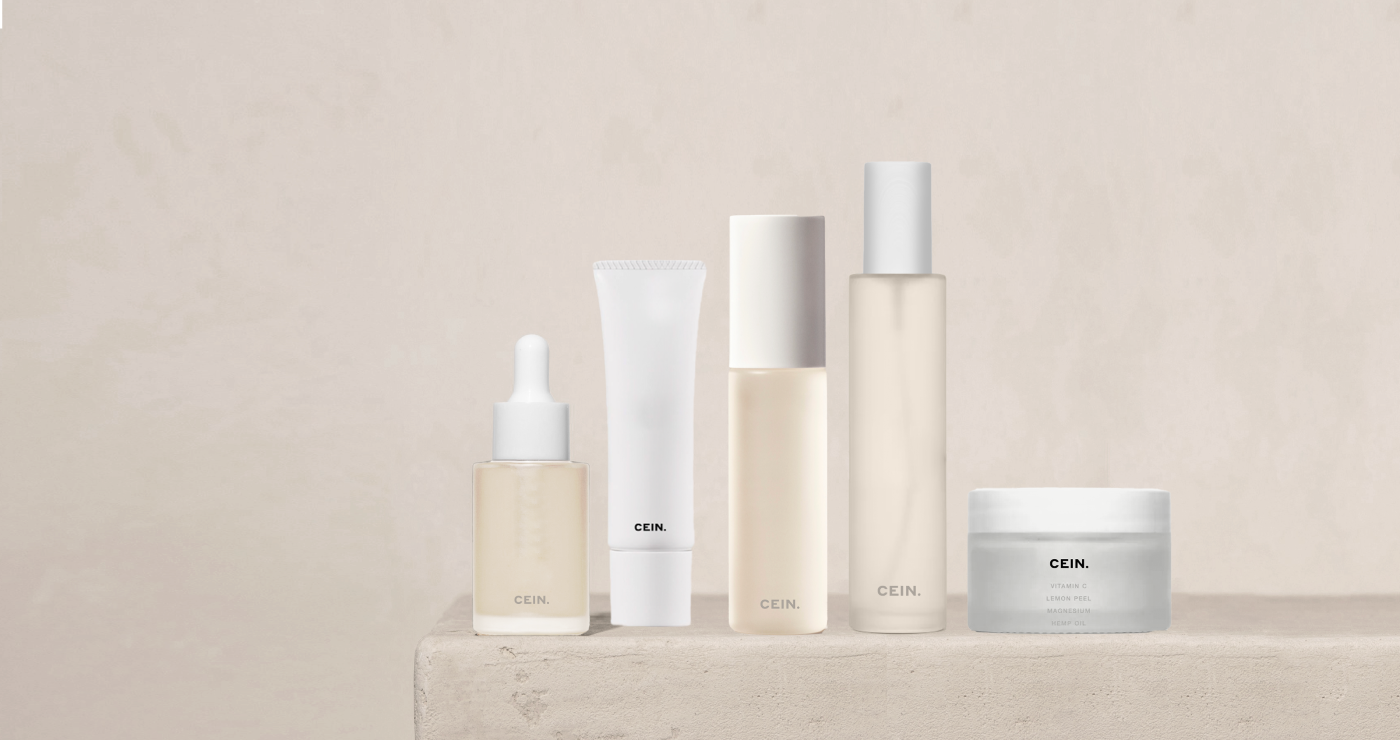 CEIN.
CEIN.
CEIN.
CEIN.
CEIN.
VITAMIN C
LEMON PEEL
MAGNESIUM
HEMP OIL